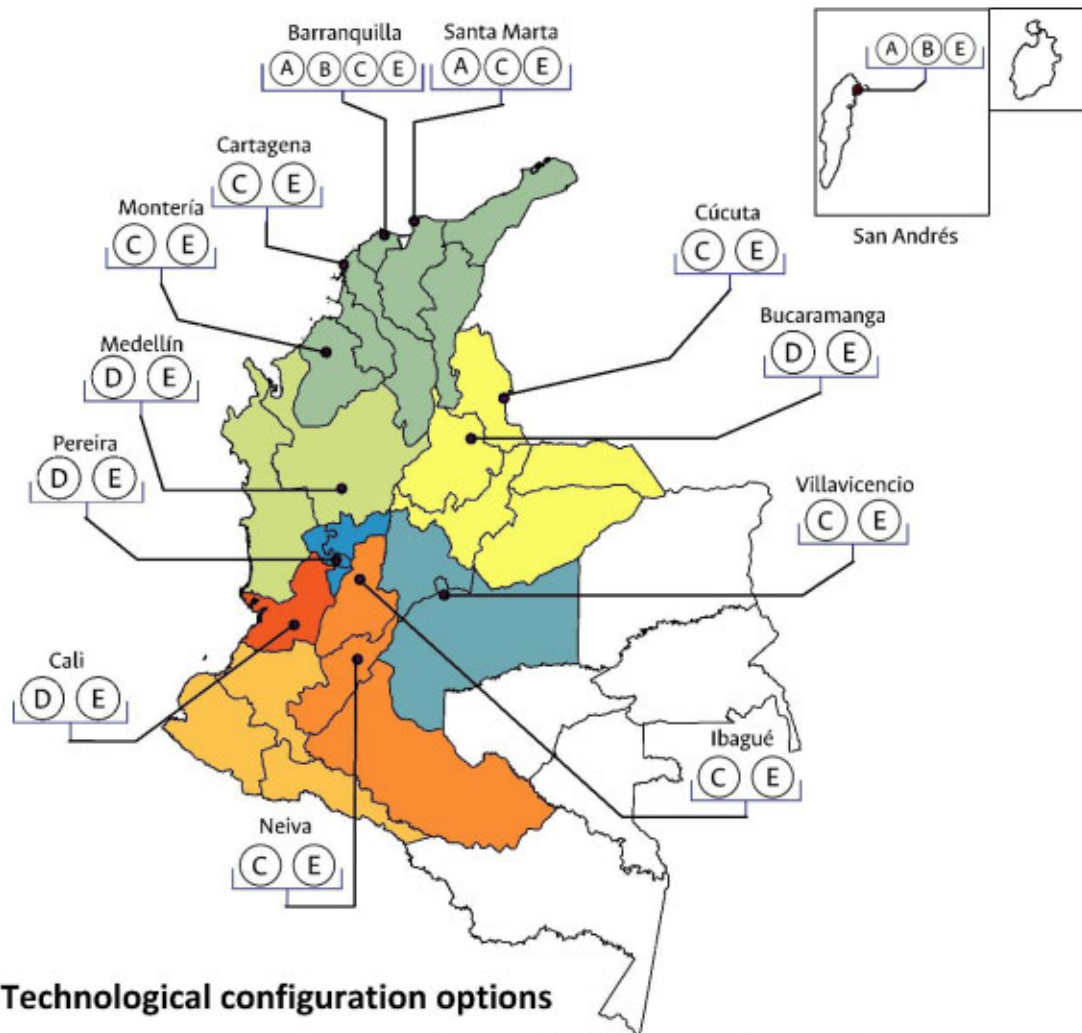 Barranquilla
A B C E
Santa Marta
A C E
A B E
San Andrés
Cartagena
C E
Montería
C E
Cúcuta
C E
Bucaramanga
D E
Medellín
D E
Pereira
D E
Villavicencio
C E
Cali
D E
Ibagué
C E
Neiva
C E
Technological configuration options